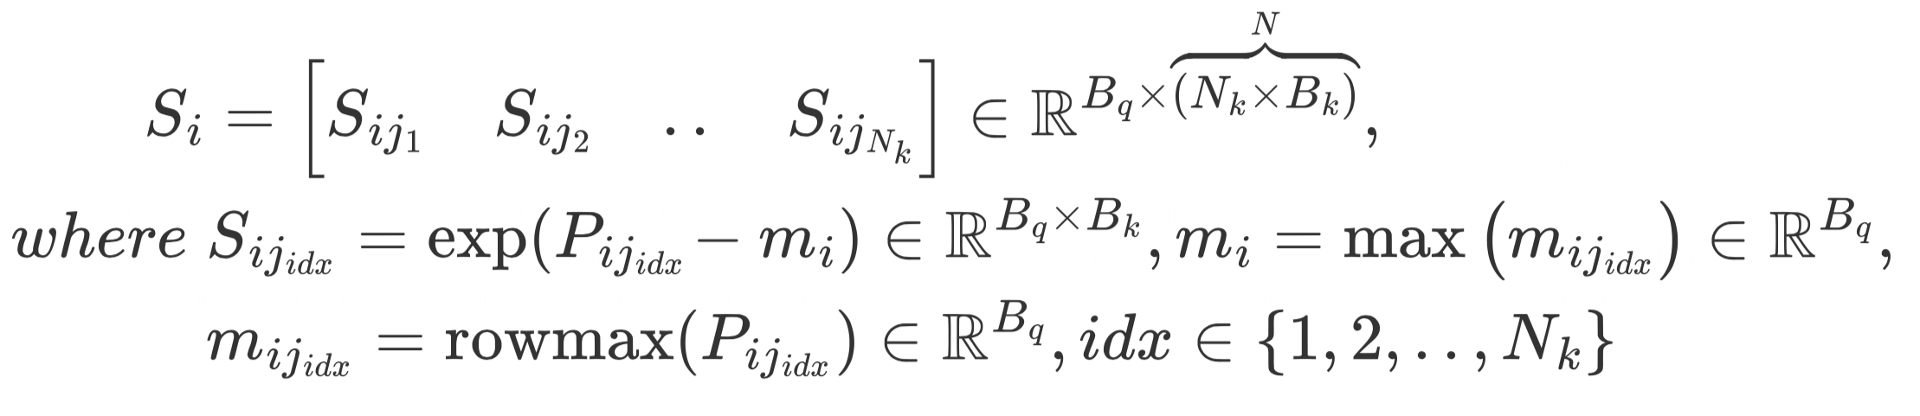 $S_i = \begin{bmatrix} S_{ij_1} & S_{ij_2} & .. & S_{ij_{N_k}} \end{bmatrix} \in \mathbb{R}^{B_q \times \overbrace{(N_k \times B_k)}^{N}},$
$where\ S_{ij_{idx}} = \exp(P_{ij_{idx}} - m_i) \in \mathbb{R}^{B_q \times B_k}, m_i = \max\left(m_{ij_{idx}}\right) \in \mathbb{R}^{B_q},$
$m_{ij_{idx}} = \text{rowmax}(P_{ij_{idx}}) \in \mathbb{R}^{B_q}, idx \in \{1, 2, .., N_k\}$